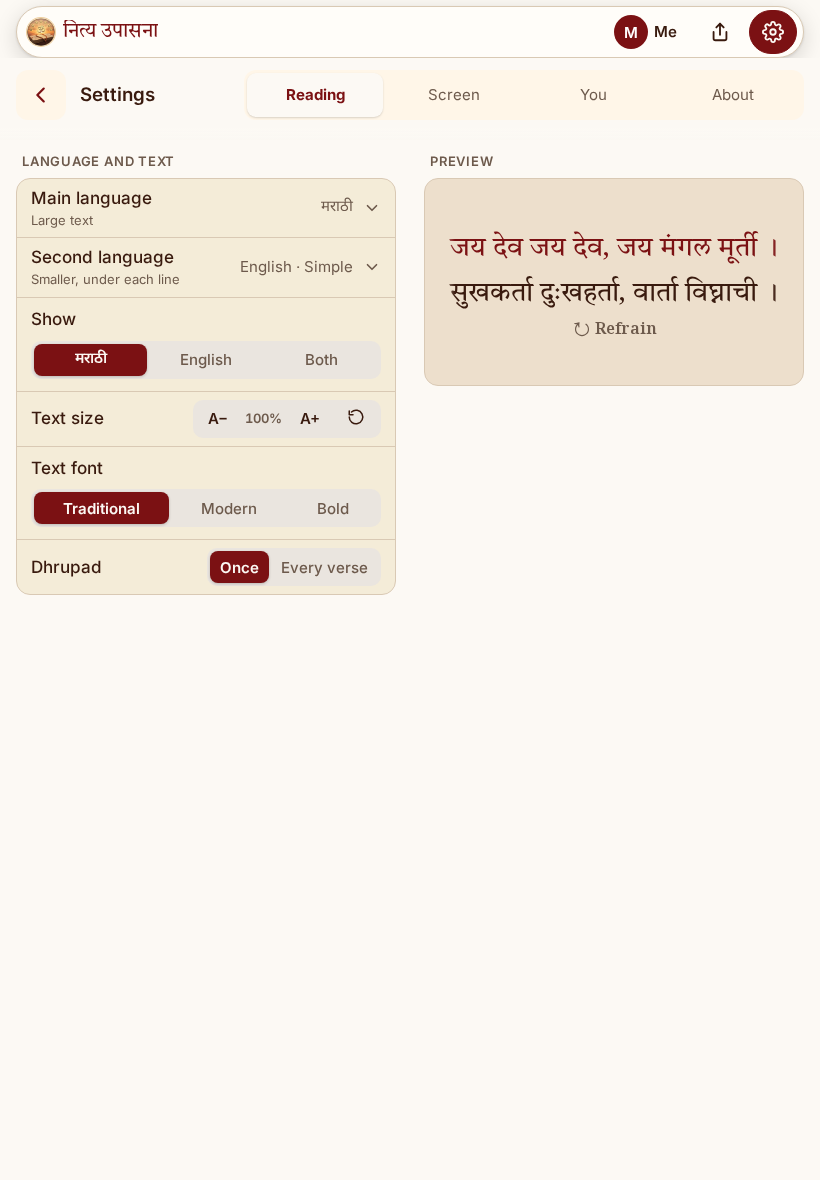 नित्य उपासना
M Me
Settings
Reading Screen You About
LANGUAGE AND TEXT
Main language
Large text
मराठी
Second language
Smaller, under each line
English · Simple
Show
मराठी English Both
Text size
A− 100% A+
Text font
Traditional Modern Bold
Dhrupad
Once Every verse
PREVIEW
जय देव जय देव, जय मंगल मूर्ती ।
सुखकर्ता दुःखहर्ता, वार्ता विघ्नाची ।
Refrain